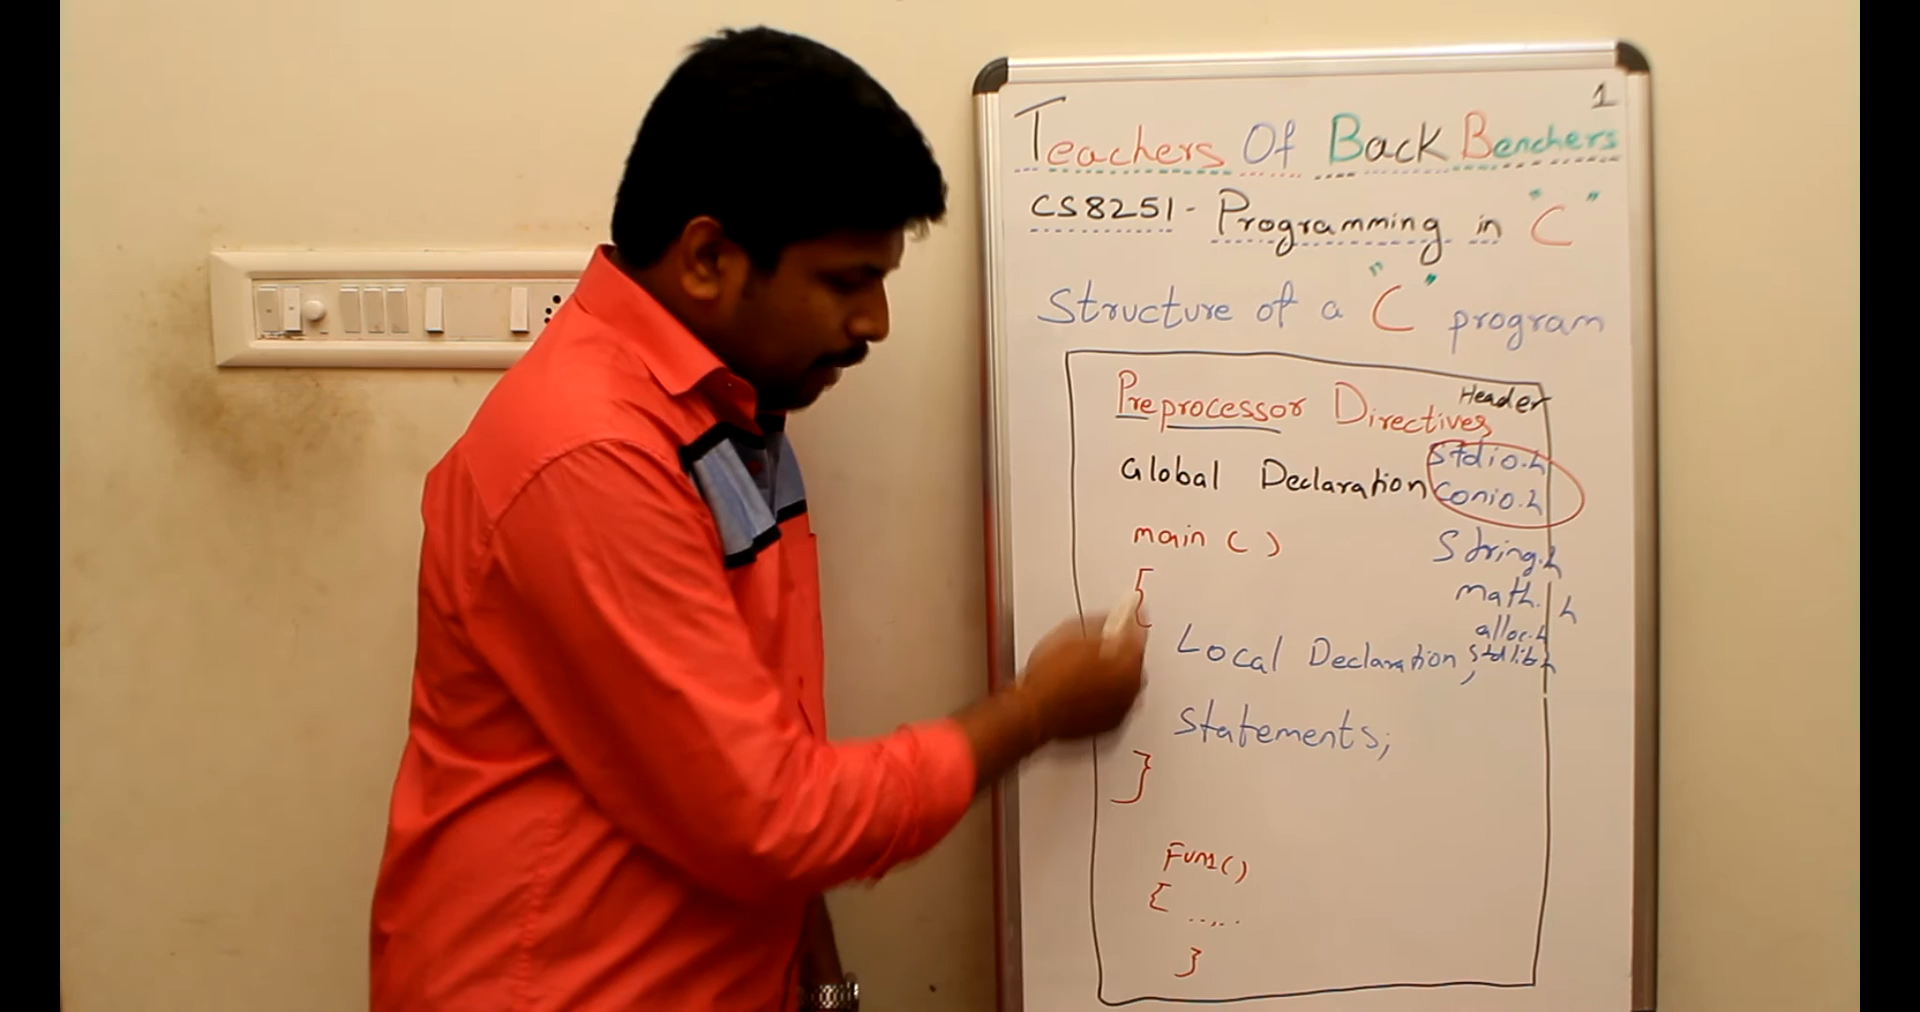 1
Teachers Of Back Benchers
CS8251 - Programming in "C"
Structure of a "C" program
Preprocessor Directives
Header
Global Declaration
stdio.h
conio.h
main ( )
String.h
{
math.h
alloc.h
Local Declaration;
stdlib.h
statements;
}
Fun1()
{ ..,..
}